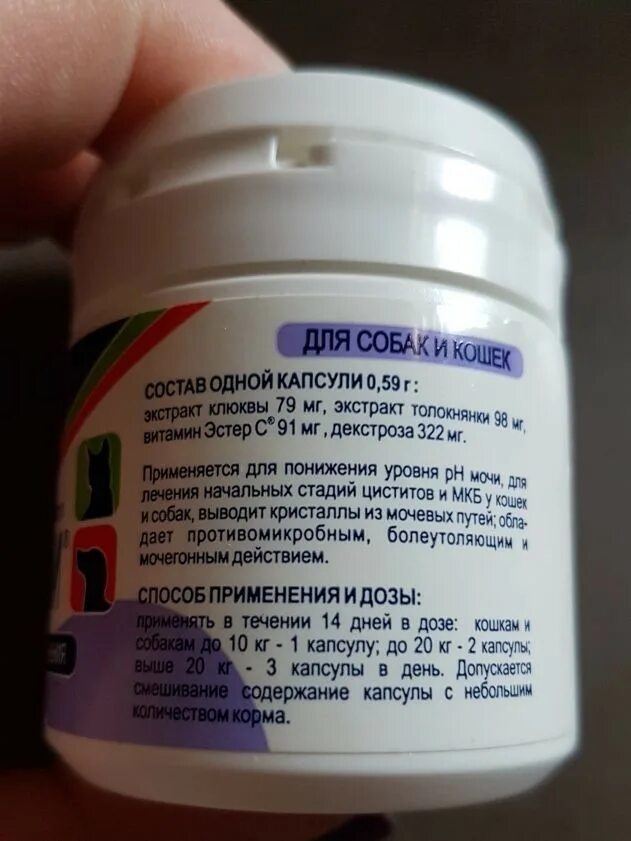 ДЛЯ СОБАК И КОШЕК
СОСТАВ ОДНОЙ КАПСУЛИ 0,59 г :
экстракт клюквы 79 мг, экстракт толокнянки 98 мг,
витамин Эстер С® 91 мг , декстроза 322 мг.
Применяется для понижения уровня pH мочи, для
лечения начальных стадий циститов и МКБ у кошек
и собак, выводит кристаллы из мочевых путей; обла-
дает противомикробным, болеутоляющим и
мочегонным действием.
СПОСОБ ПРИМЕНЕНИЯ И ДОЗЫ:
применять в течении 14 дней в дозе: кошкам и
собакам до 10 кг - 1 капсулу; до 20 кг - 2 капсулы;
выше 20 кг - 3 капсулы в день. Допускается
смешивание содержание капсулы с небольшим
количеством корма.